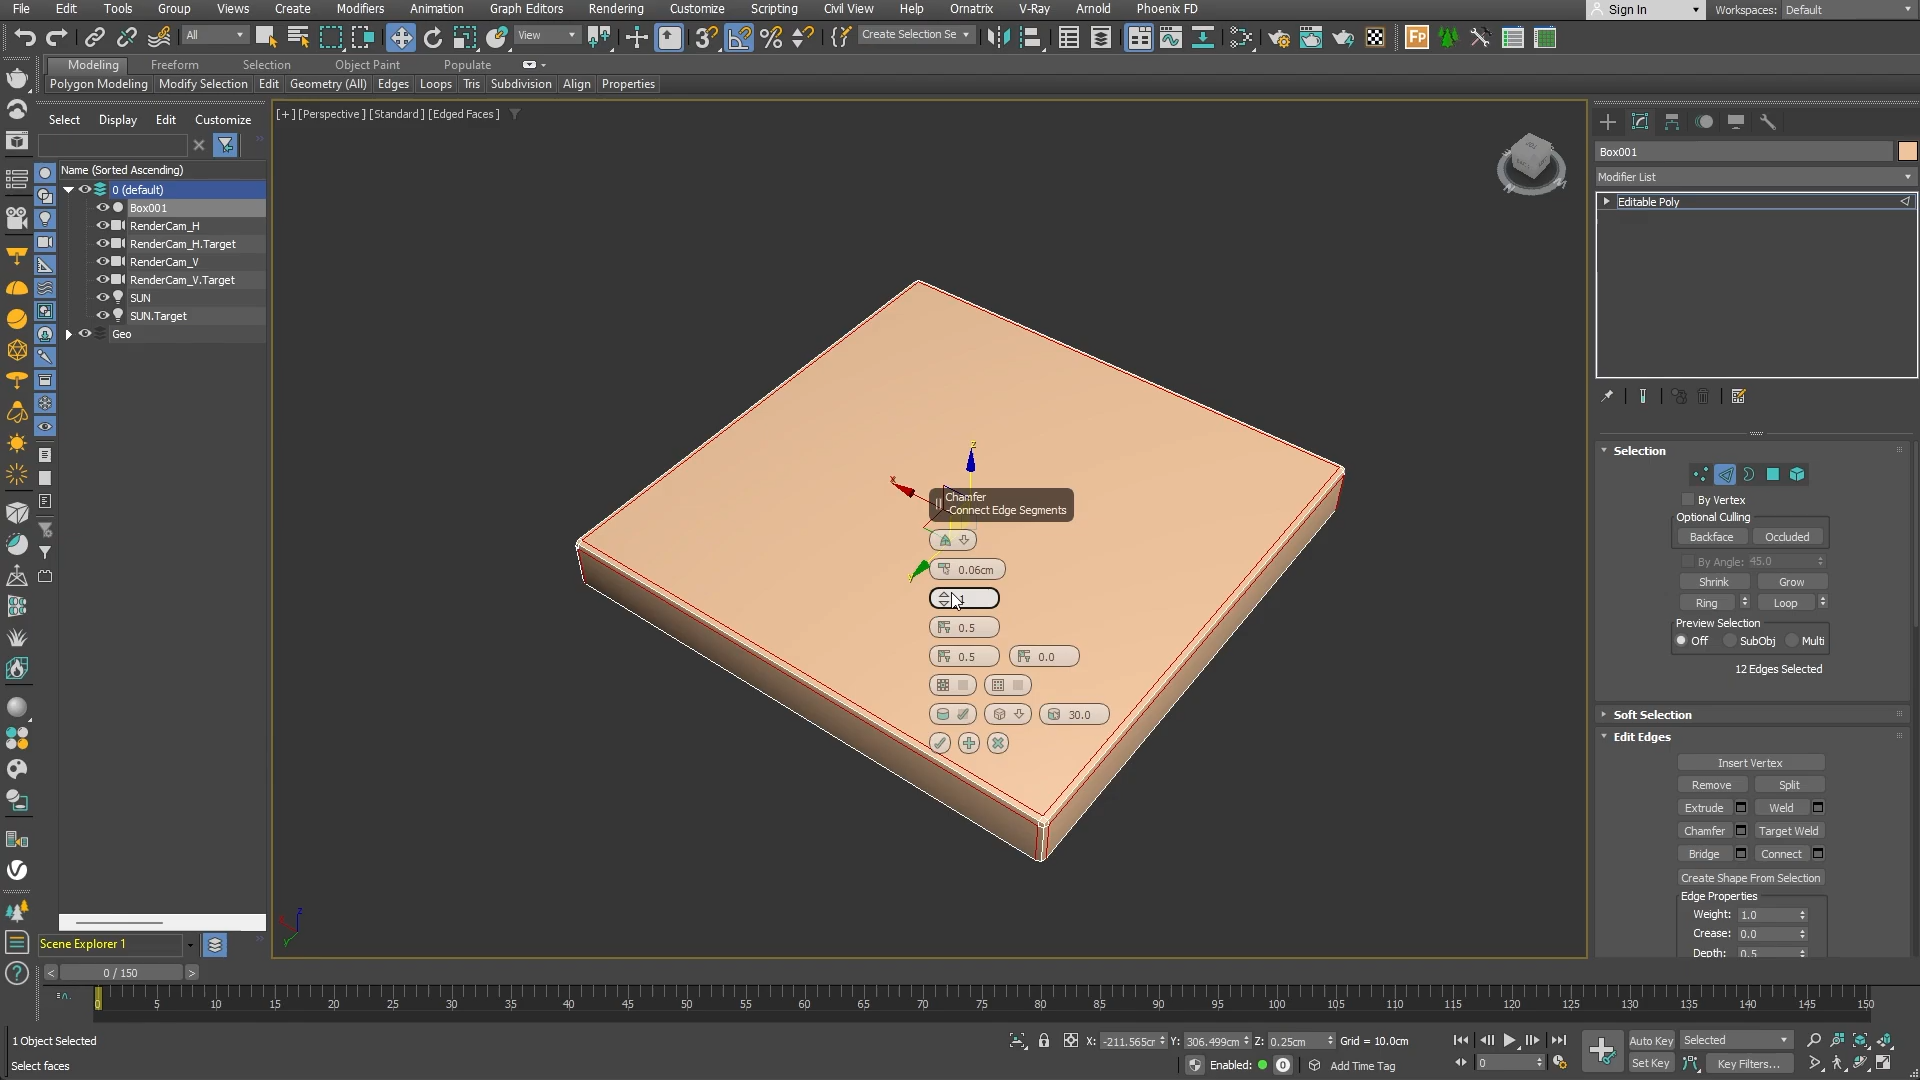 File Edit Tools Group Views Create Modifiers Animation Graph Editors Rendering Customize Scripting Civil View Help Ornatrix V-Ray Arnold Phoenix FD Sign In Workspaces: Default
All View Create Selection Se
Modeling Freeform Selection Object Paint Populate
Polygon Modeling Modify Selection Edit Geometry (All) Edges Loops Tris Subdivision Align Properties
Select Display Edit Customize
[+] [Perspective] [Standard] [Edged Faces]
Name (Sorted Ascending)
0 (default)
Box001
RenderCam_H
RenderCam_H.Target
RenderCam_V
RenderCam_V.Target
SUN
SUN.Target
Geo
Scene Explorer 1
Chamfer
-Connect Edge Segments
0.06cm
0.5
0.5 0.0
30.0
x
y
z
Box001
Modifier List
Editable Poly
Selection
By Vertex
Optional Culling
Backface Occluded
By Angle: 45.0
Shrink Grow
Ring Loop
Preview Selection
Off SubObj Multi
12 Edges Selected
Soft Selection
Edit Edges
Insert Vertex
Remove Split
Extrude Weld
Chamfer Target Weld
Bridge Connect
Create Shape From Selection
Edge Properties
Weight: 1.0
Crease: 0.0
Depth: 0.5
< 0 / 150 >
0 5 10 15 20 25 30 35 40 45 50 55 60 65 70 75 80 85 90 95 100 105 110 115 120 125 130 135 140 145 150
1 Object Selected X: -211.565cr Y: 306.499cm Z: 0.25cm Grid = 10.0cm Auto Key Selected
Select faces Enabled: 0 Add Time Tag 0 Set Key Key Filters...